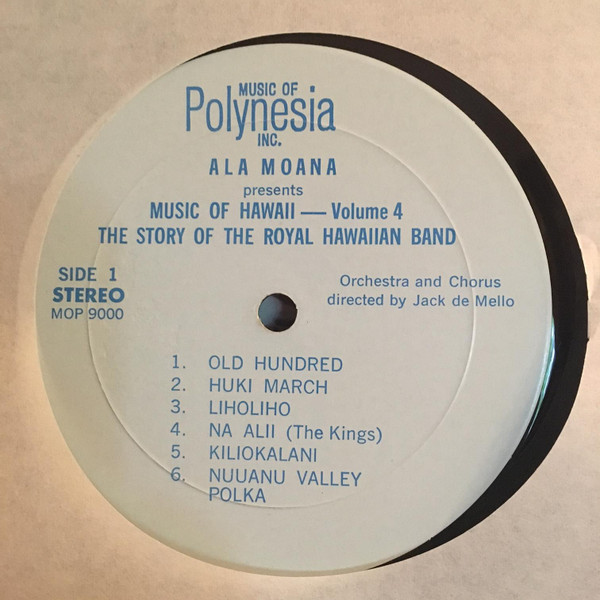 MUSIC OF
Polynesia
INC.
ALA MOANA
presents
MUSIC OF HAWAII — Volume 4
THE STORY OF THE ROYAL HAWAIIAN BAND
SIDE 1
STEREO
MOP 9000
Orchestra and Chorus
directed by Jack de Mello
1. OLD HUNDRED
2. HUKI MARCH
3. LIHOLIHO
4. NA ALII (The Kings)
5. KILIOKALANI
6. NUUANU VALLEY
POLKA